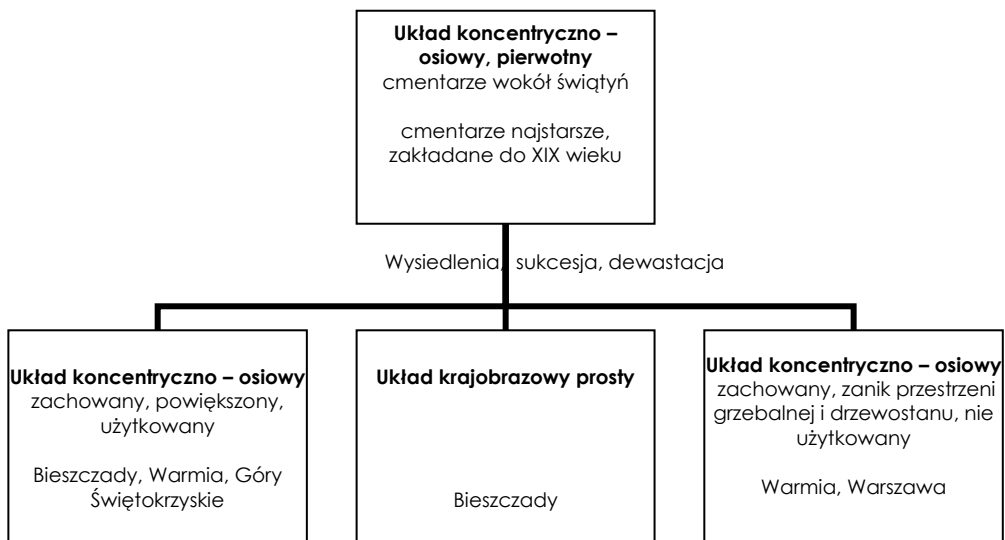 Układ koncentryczno –
osiowy, pierwotny
cmentarze wokół świątyń
cmentarze najstarsze,
zakładane do XIX wieku
Wysiedlenia, sukcesja, dewastacja
Układ koncentryczno – osiowy
zachowany, powiększony,
użytkowany
Bieszczady, Warmia, Góry
Świętokrzyskie
Układ krajobrazowy prosty
Bieszczady
Układ koncentryczno – osiowy
zachowany, zanik przestrzeni
grzebalnej i drzewostanu, nie
użytkowany
Warmia, Warszawa